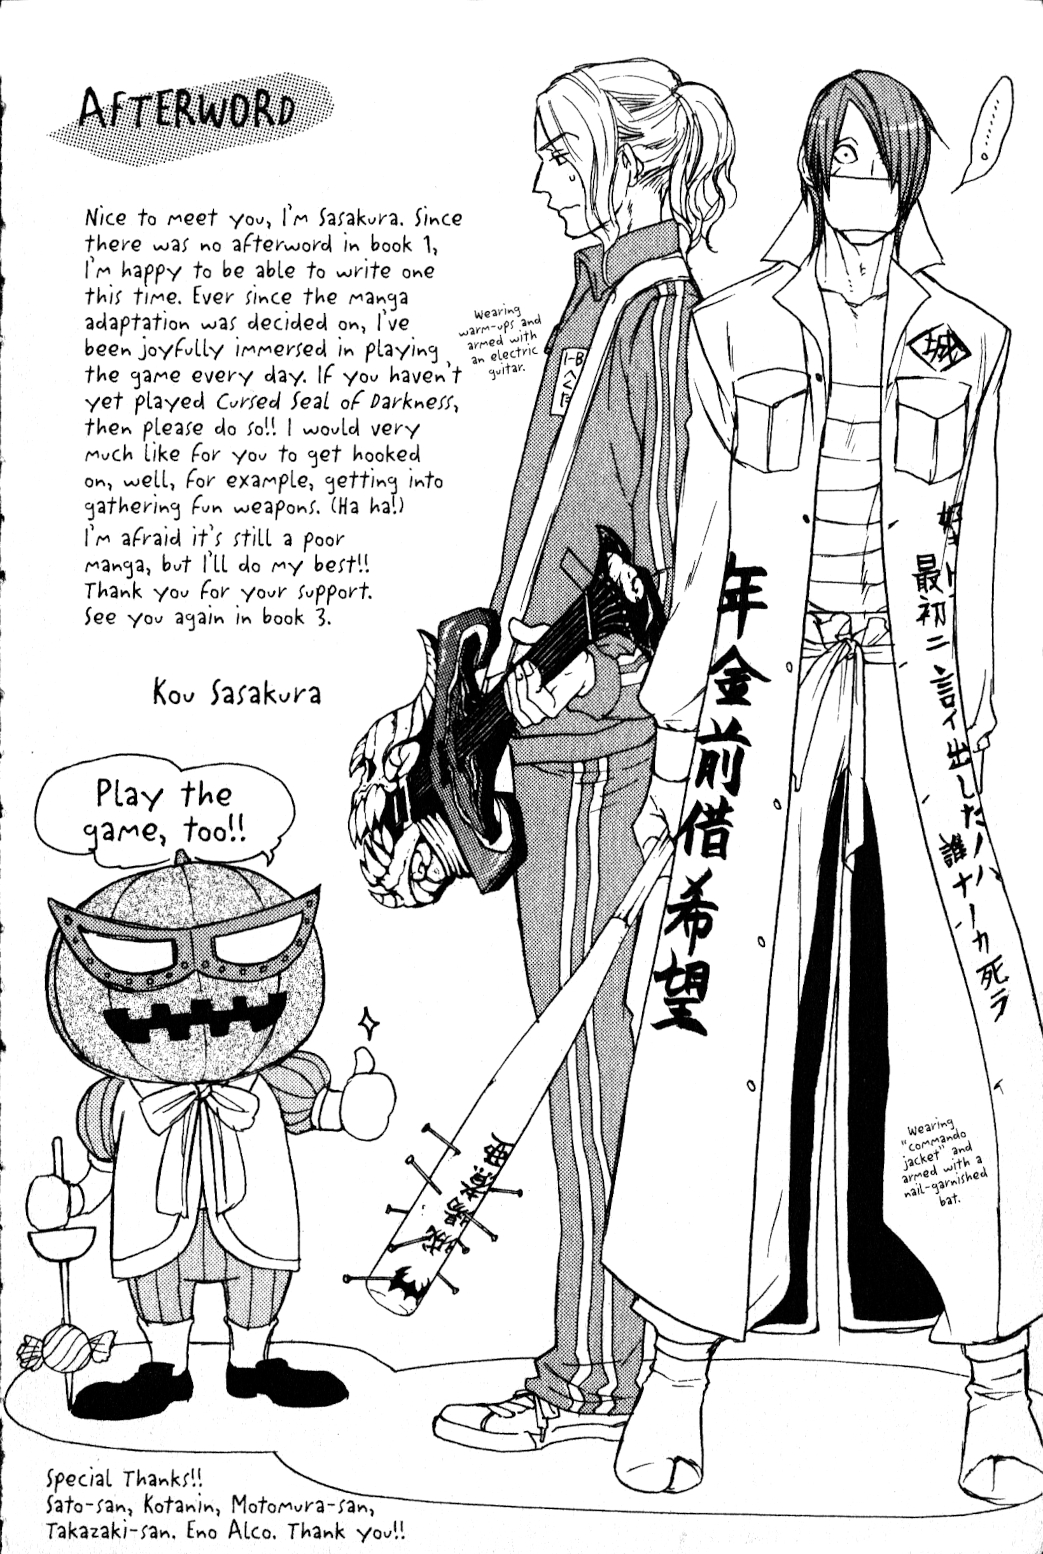 AFTERWORD
Nice to meet you, I'm Sasakura. Since
there was no afterword in book 1,
I'm happy to be able to write one
this time. Ever since the manga
adaptation was decided on, I've
been joyfully immersed in playing
the game every day. If you haven't
yet played Cursed Seal of Darkness,
then please do so!! I would very
much like for you to get hooked
on, well, for example, getting into
gathering fun weapons. (Ha ha!)
I'm afraid it's still a poor
manga, but I'll do my best!!
Thank you for your support.
See you again in book 3.
Kou Sasakura
Wearing
warm-ups and
armed with
an electric
guitar.
1-B
城
年金前借希望
最初ニ言イ出したノハ
誰ナーカ死ラ
Play the
game, too!!
Wearing
"commando
jacket" and
armed with a
nail-garnished
bat.
Special Thanks!!
Sato-san, Kotanin, Motomura-san,
Takazaki-san. Eno Alco. Thank you!!